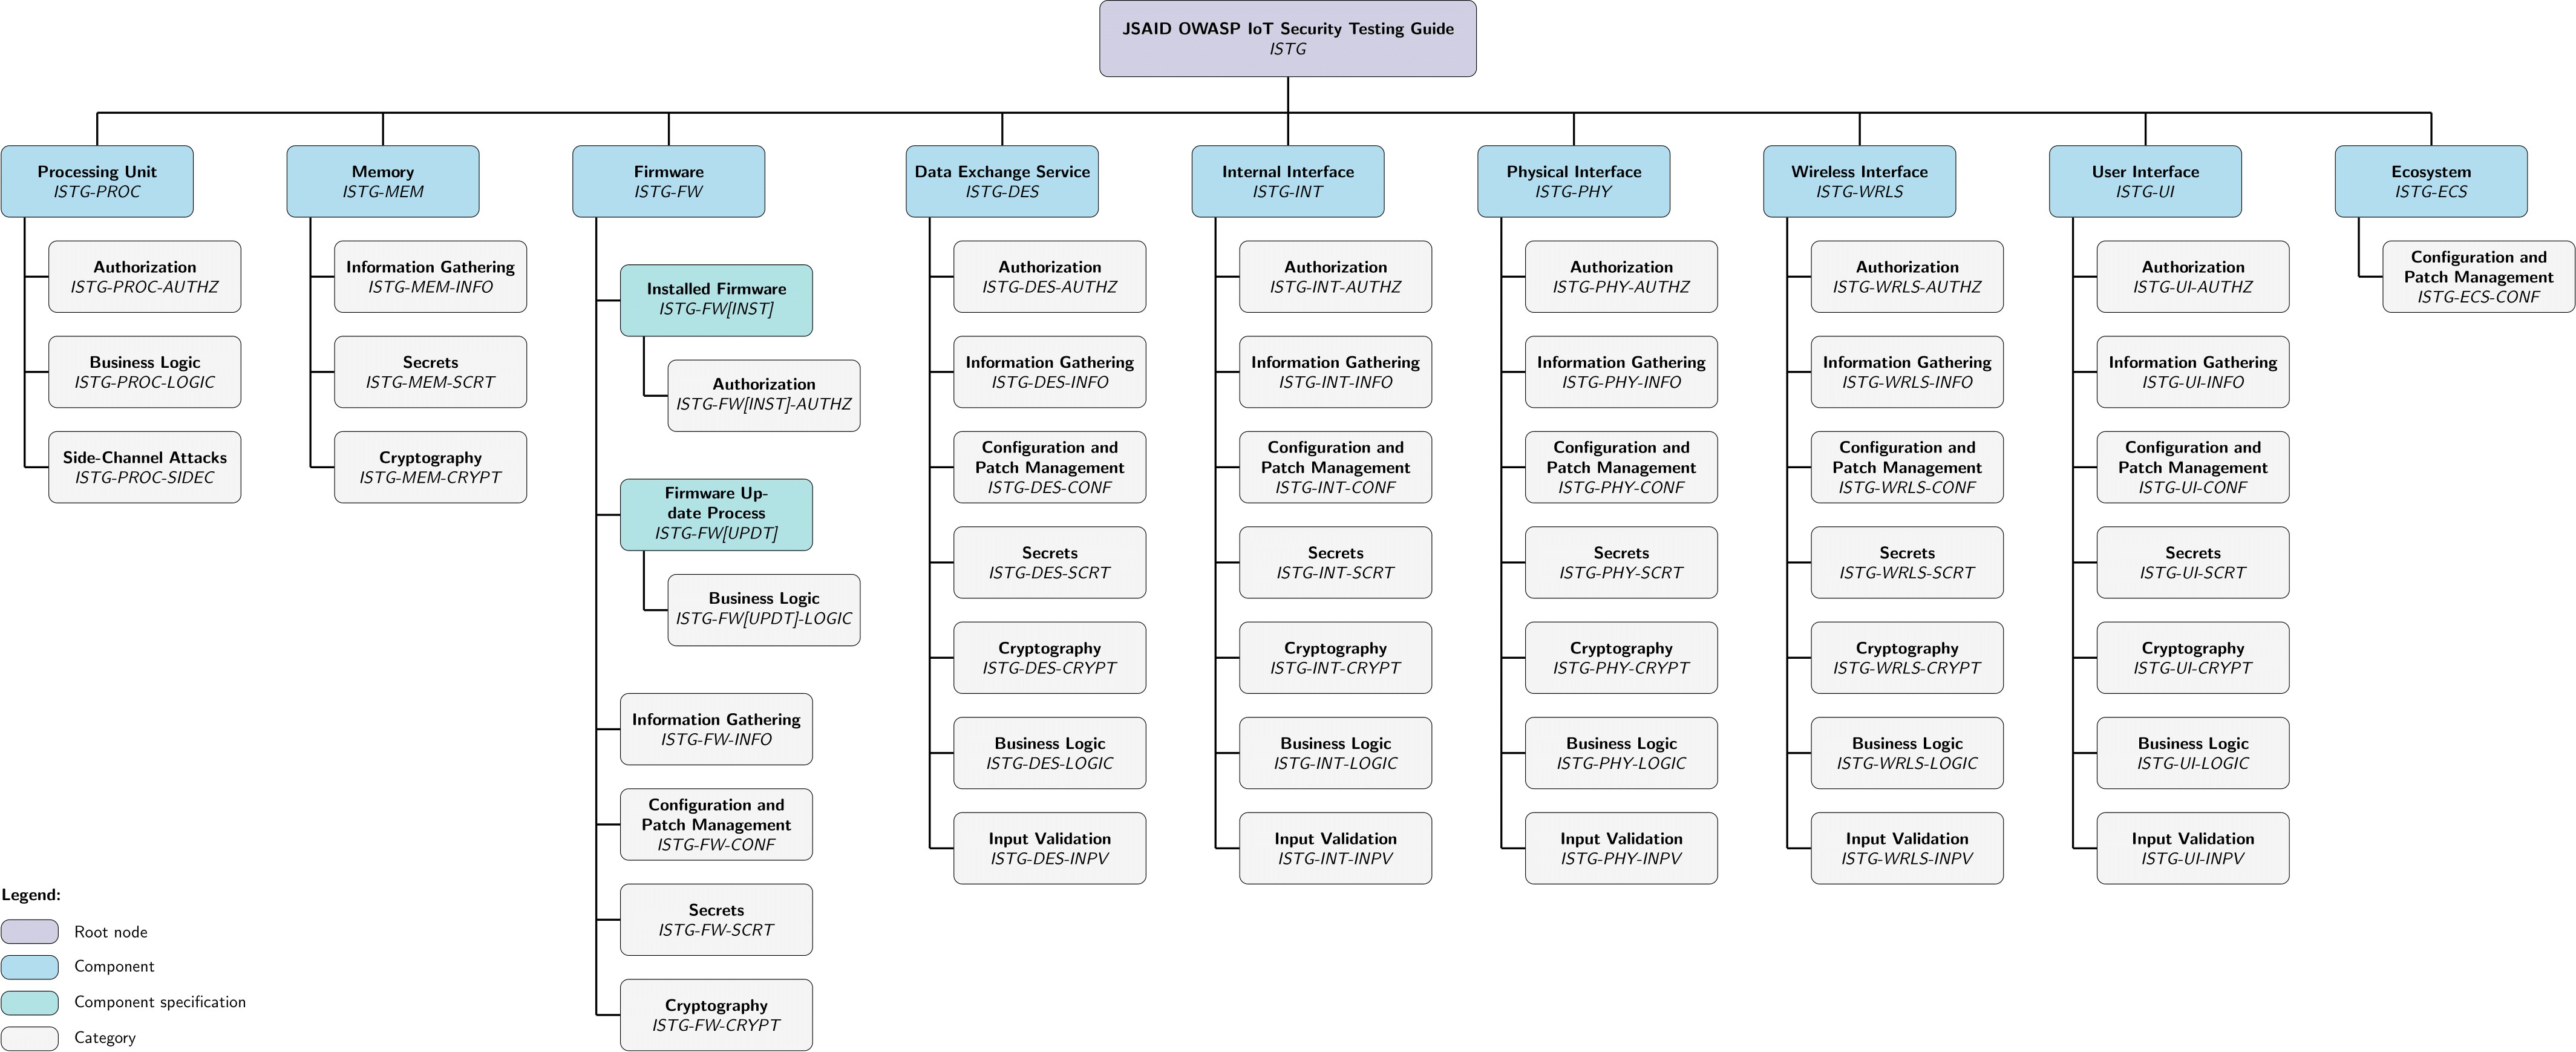 JSAID OWASP IoT Security Testing Guide
ISTG
Processing Unit
ISTG-PROC
Authorization
ISTG-PROC-AUTHZ
Business Logic
ISTG-PROC-LOGIC
Side-Channel Attacks
ISTG-PROC-SIDEC
Memory
ISTG-MEM
Information Gathering
ISTG-MEM-INFO
Secrets
ISTG-MEM-SCRT
Cryptography
ISTG-MEM-CRYPT
Firmware
ISTG-FW
Installed Firmware
ISTG-FW[INST]
Authorization
ISTG-FW[INST]-AUTHZ
Firmware Up-
date Process
ISTG-FW[UPDT]
Business Logic
ISTG-FW[UPDT]-LOGIC
Information Gathering
ISTG-FW-INFO
Configuration and
Patch Management
ISTG-FW-CONF
Secrets
ISTG-FW-SCRT
Cryptography
ISTG-FW-CRYPT
Data Exchange Service
ISTG-DES
Authorization
ISTG-DES-AUTHZ
Information Gathering
ISTG-DES-INFO
Configuration and
Patch Management
ISTG-DES-CONF
Secrets
ISTG-DES-SCRT
Cryptography
ISTG-DES-CRYPT
Business Logic
ISTG-DES-LOGIC
Input Validation
ISTG-DES-INPV
Internal Interface
ISTG-INT
Authorization
ISTG-INT-AUTHZ
Information Gathering
ISTG-INT-INFO
Configuration and
Patch Management
ISTG-INT-CONF
Secrets
ISTG-INT-SCRT
Cryptography
ISTG-INT-CRYPT
Business Logic
ISTG-INT-LOGIC
Input Validation
ISTG-INT-INPV
Physical Interface
ISTG-PHY
Authorization
ISTG-PHY-AUTHZ
Information Gathering
ISTG-PHY-INFO
Configuration and
Patch Management
ISTG-PHY-CONF
Secrets
ISTG-PHY-SCRT
Cryptography
ISTG-PHY-CRYPT
Business Logic
ISTG-PHY-LOGIC
Input Validation
ISTG-PHY-INPV
Wireless Interface
ISTG-WRLS
Authorization
ISTG-WRLS-AUTHZ
Information Gathering
ISTG-WRLS-INFO
Configuration and
Patch Management
ISTG-WRLS-CONF
Secrets
ISTG-WRLS-SCRT
Cryptography
ISTG-WRLS-CRYPT
Business Logic
ISTG-WRLS-LOGIC
Input Validation
ISTG-WRLS-INPV
User Interface
ISTG-UI
Authorization
ISTG-UI-AUTHZ
Information Gathering
ISTG-UI-INFO
Configuration and
Patch Management
ISTG-UI-CONF
Secrets
ISTG-UI-SCRT
Cryptography
ISTG-UI-CRYPT
Business Logic
ISTG-UI-LOGIC
Input Validation
ISTG-UI-INPV
Ecosystem
ISTG-ECS
Configuration and
Patch Management
ISTG-ECS-CONF
Legend:
Root node
Component
Component specification
Category